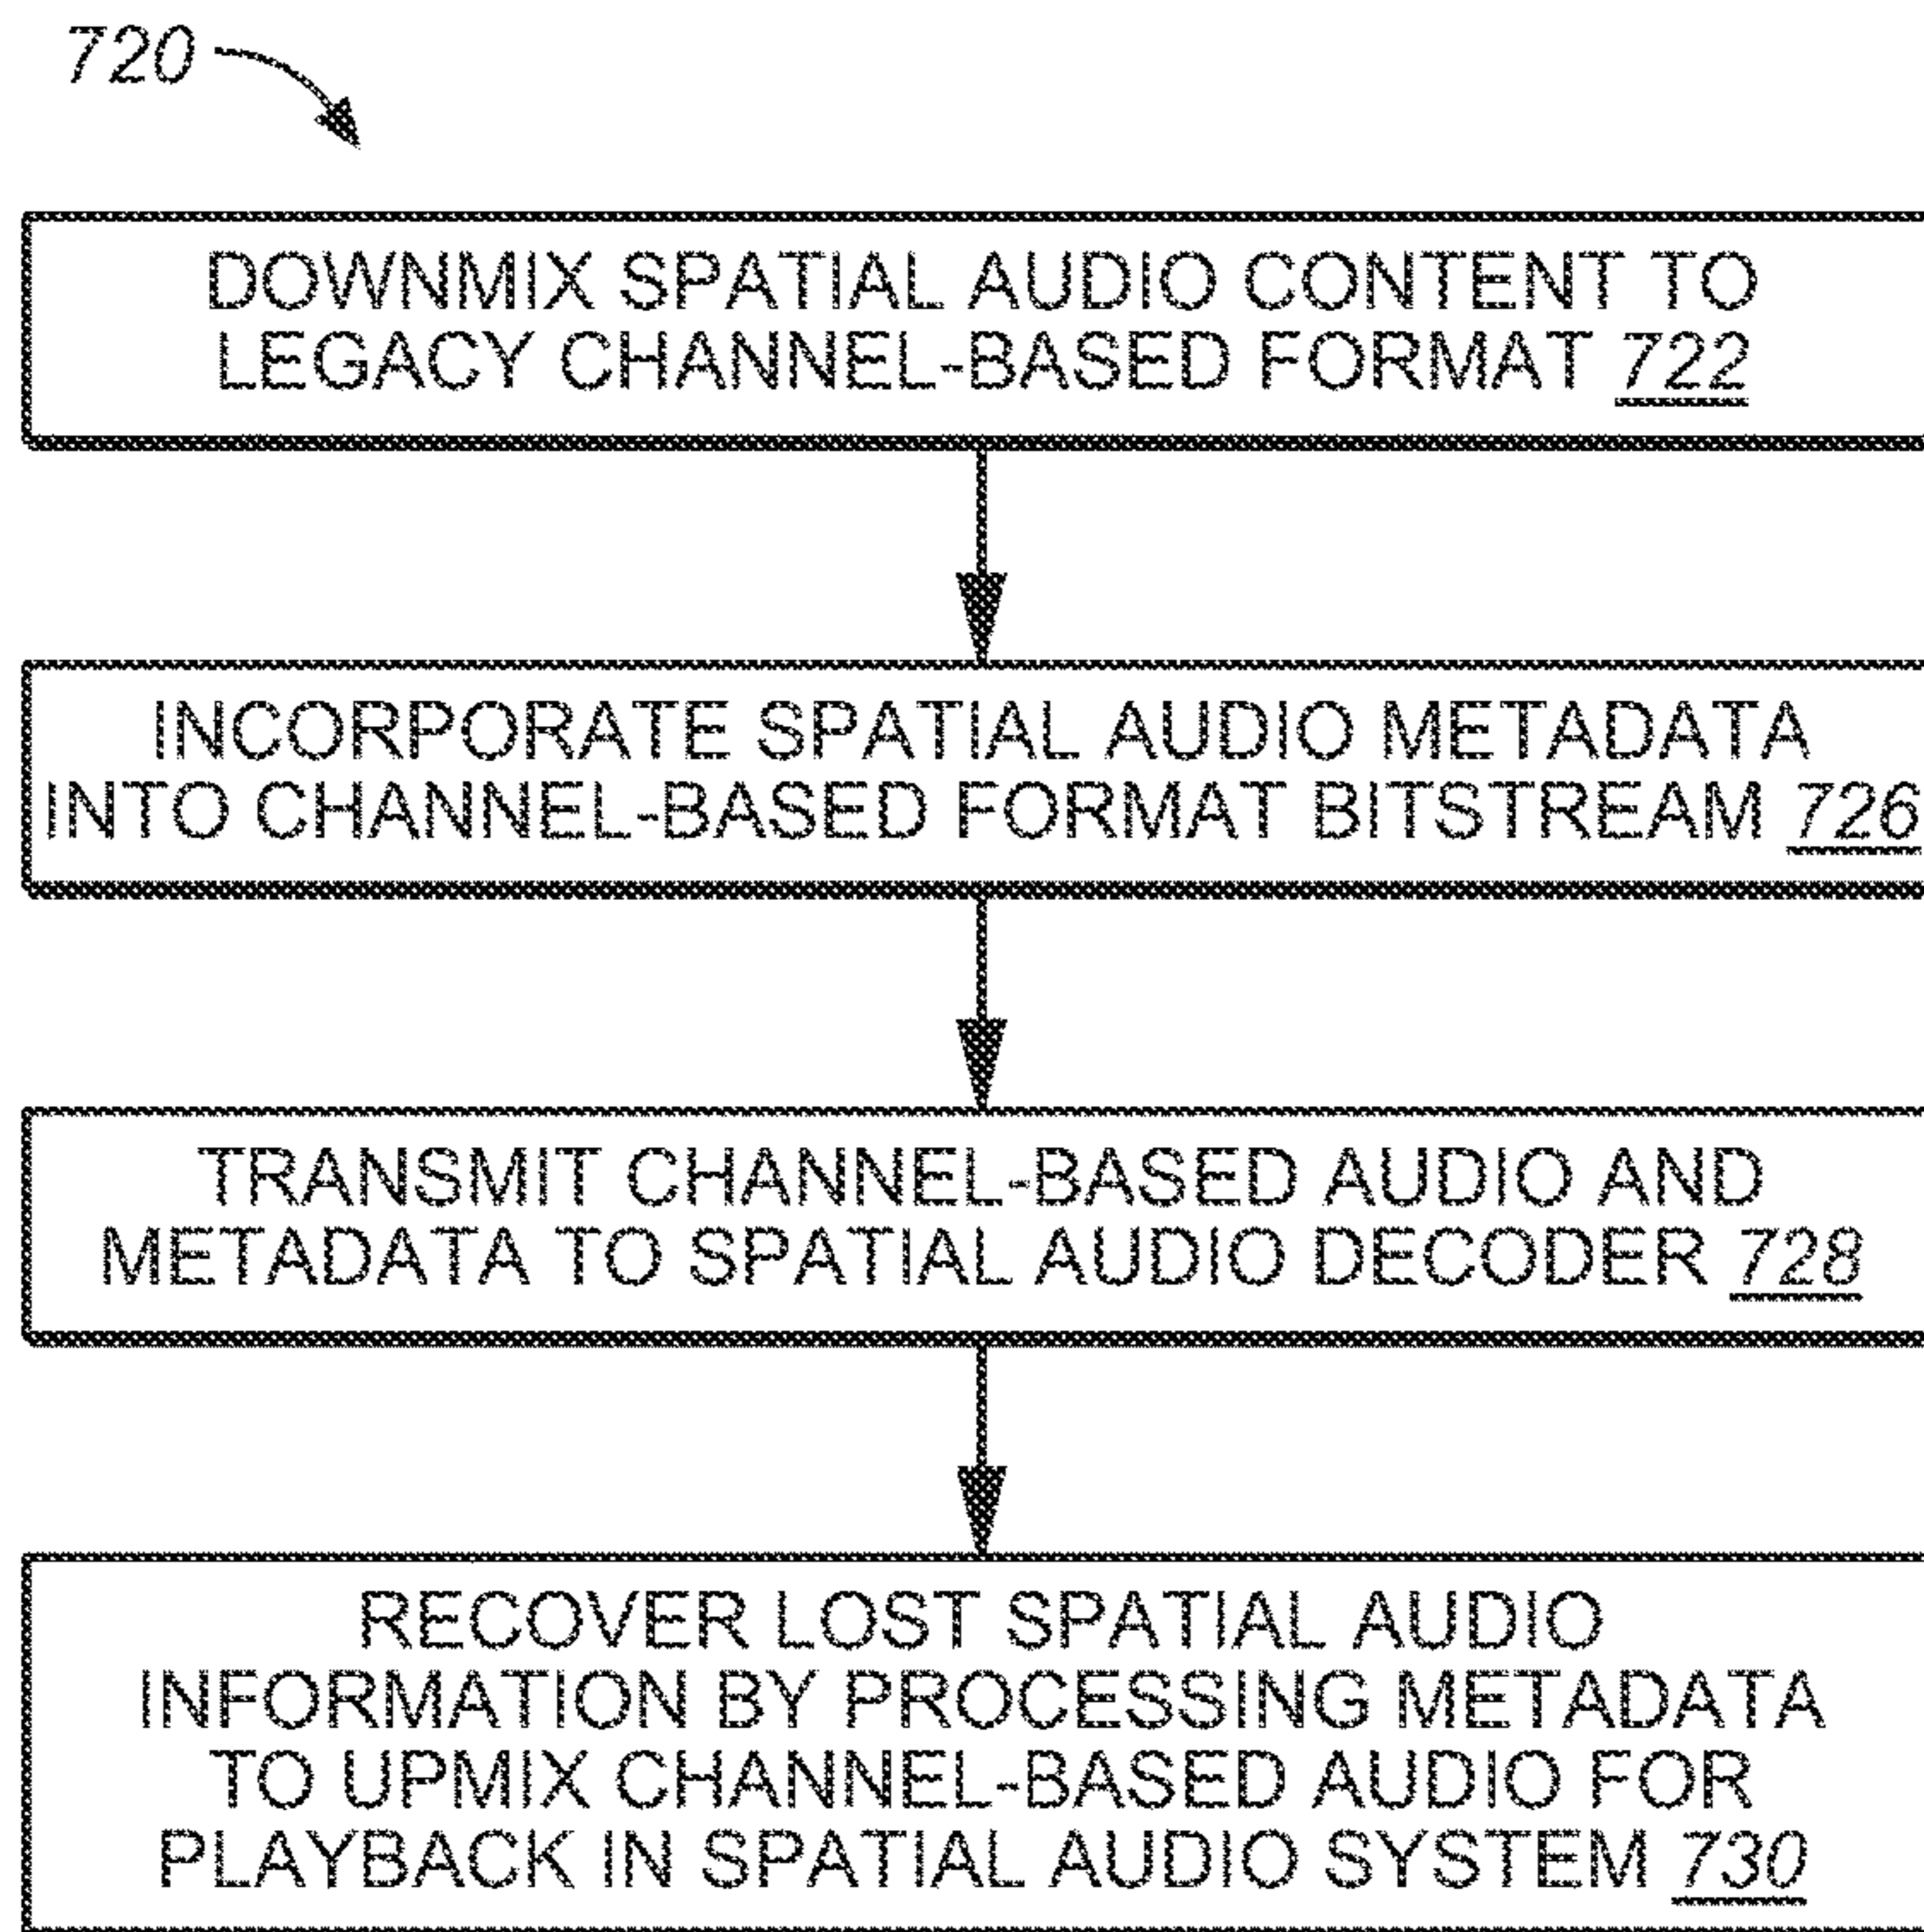 720
DOWNMIX SPATIAL AUDIO CONTENT TO
LEGACY CHANNEL-BASED FORMAT 722
INCORPORATE SPATIAL AUDIO METADATA
INTO CHANNEL-BASED FORMAT BITSTREAM 726
TRANSMIT CHANNEL-BASED AUDIO AND
METADATA TO SPATIAL AUDIO DECODER 728
RECOVER LOST SPATIAL AUDIO
INFORMATION BY PROCESSING METADATA
TO UPMIX CHANNEL-BASED AUDIO FOR
PLAYBACK IN SPATIAL AUDIO SYSTEM 730